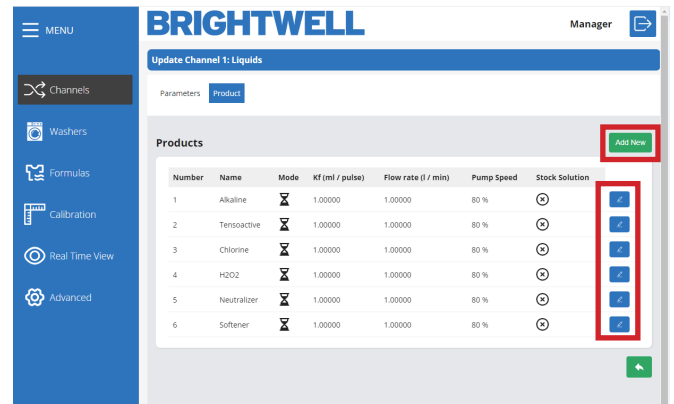 MENU
BRIGHTWELL
Manager
Update Channel 1: Liquids
Channels
Washers
Formulas
Calibration
Real Time View
Advanced
Parameters Product
Products
Add New
Number Name Mode Kf (ml / pulse) Flow rate (l / min) Pump Speed Stock Solution
1 Alkaline 1.00000 1.00000 80 %
2 Tensoactive 1.00000 1.00000 80 %
3 Chlorine 1.00000 1.00000 80 %
4 H2O2 1.00000 1.00000 80 %
5 Neutralizer 1.00000 1.00000 80 %
6 Softener 1.00000 1.00000 80 %